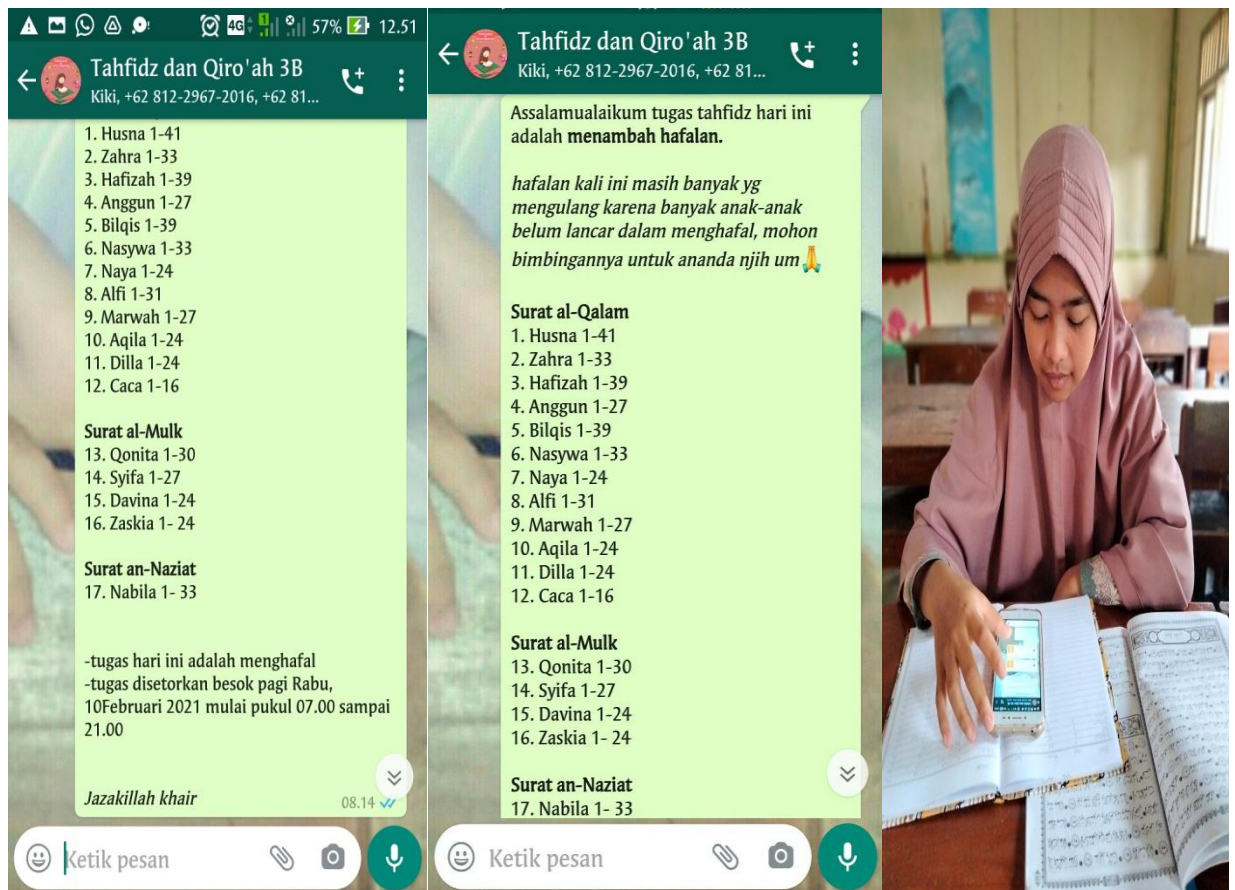 57% 12.51
Tahfidz dan Qiro'ah 3B
Kiki, +62 812-2967-2016, +62 81...
1. Husna 1-41
2. Zahra 1-33
3. Hafizah 1-39
4. Anggun 1-27
5. Bilqis 1-39
6. Nasywa 1-33
7. Naya 1-24
8. Alfi 1-31
9. Marwah 1-27
10. Aqila 1-24
11. Dilla 1-24
12. Caca 1-16
Surat al-Mulk
13. Qonita 1-30
14. Syifa 1-27
15. Davina 1-24
16. Zaskia 1- 24
Surat an-Naziat
17. Nabila 1- 33
-tugas hari ini adalah menghafal
-tugas disetorkan besok pagi Rabu,
10Februari 2021 mulai pukul 07.00 sampai
21.00
Jazakillah khair
08.14
Ketik pesan
Tahfidz dan Qiro'ah 3B
Kiki, +62 812-2967-2016, +62 81...
Assalamualaikum tugas tahfidz hari ini
adalah menambah hafalan.
hafalan kali ini masih banyak yg
mengulang karena banyak anak-anak
belum lancar dalam menghafal, mohon
bimbingannya untuk ananda njih um🙏
Surat al-Qalam
1. Husna 1-41
2. Zahra 1-33
3. Hafizah 1-39
4. Anggun 1-27
5. Bilqis 1-39
6. Nasywa 1-33
7. Naya 1-24
8. Alfi 1-31
9. Marwah 1-27
10. Aqila 1-24
11. Dilla 1-24
12. Caca 1-16
Surat al-Mulk
13. Qonita 1-30
14. Syifa 1-27
15. Davina 1-24
16. Zaskia 1- 24
Surat an-Naziat
17. Nabila 1- 33
Ketik pesan